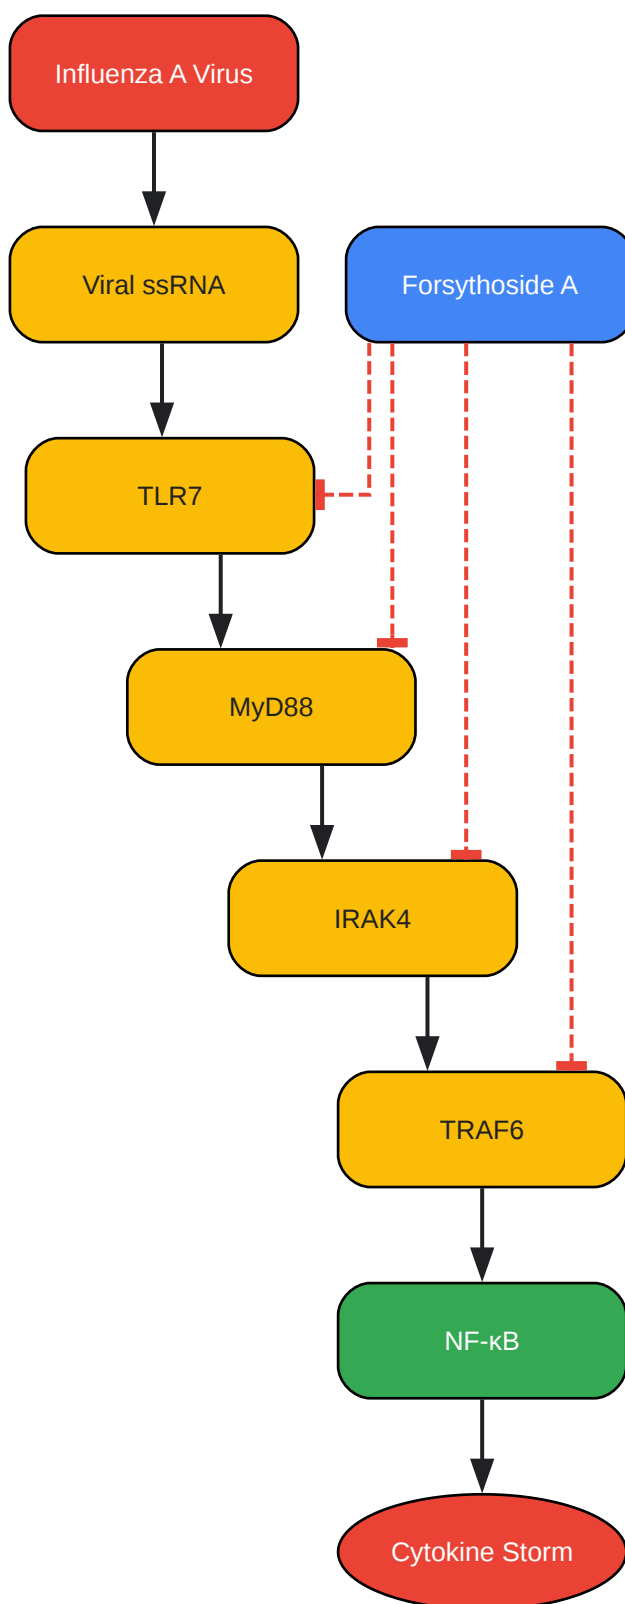 Influenza A Virus
Viral ssRNA
Forsythoside A
TLR7
MyD88
IRAK4
TRAF6
NF-κB
Cytokine Storm